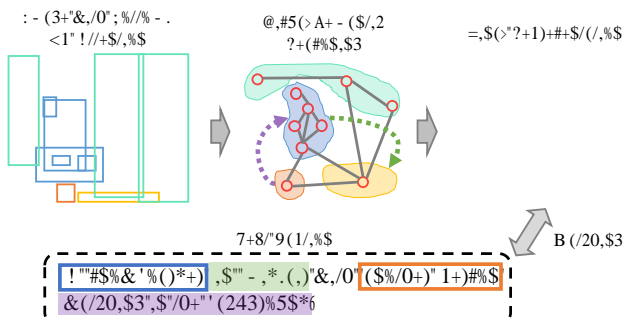 : - (3+"&,/0" ; %//% - .
<1" ! //+$/,%$
@,#5(> A+ - ($/,2
?+(#%$,$3
=,$(>"?+1)+#+$/(/,%$
7+8/"9(1/,%$
B (/20,$3
! ""#$%& ' %()*+)" ,$"" - ,*.(,)"&,/0"($%/0+)" 1+)#%$
&(/20,$3",$"/0+"' (243)%5$*6